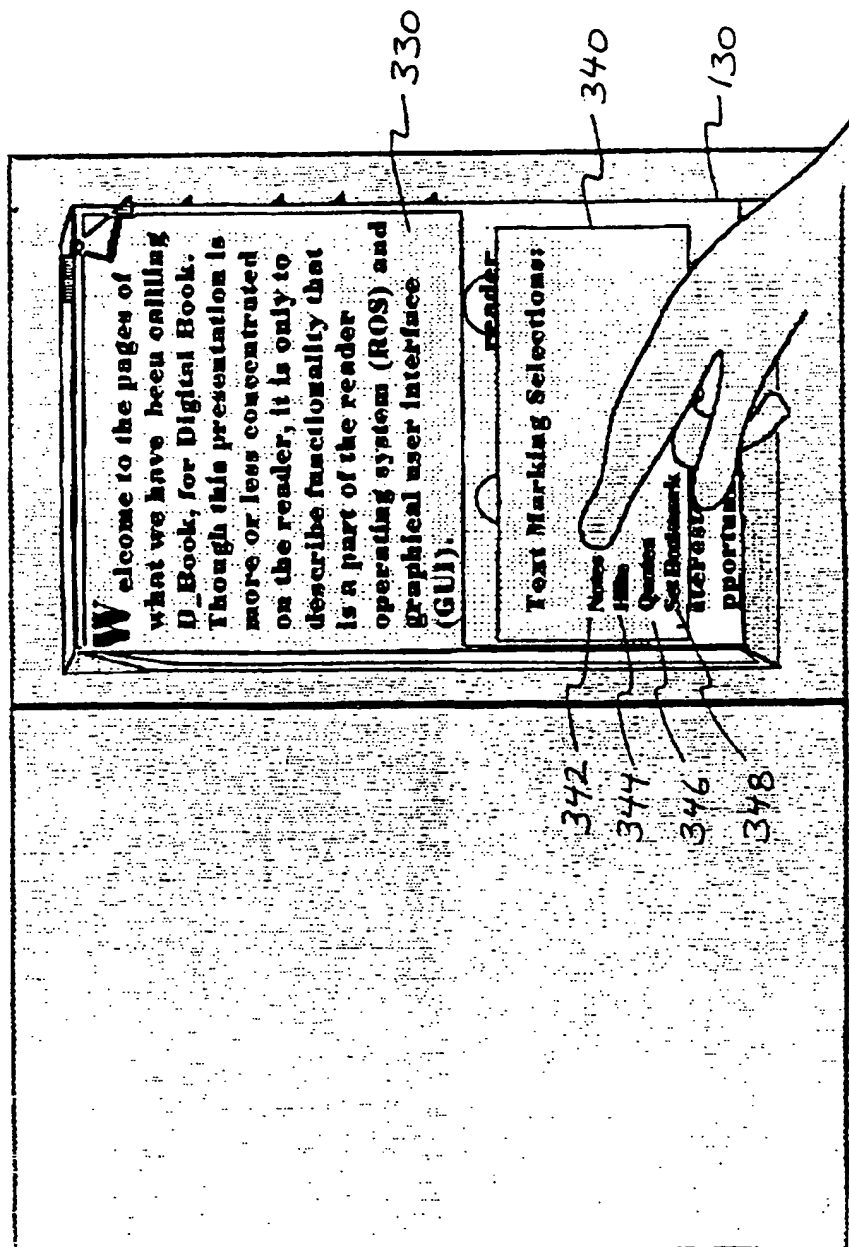 Welcome to the pages of
what we have been calling
D_Book, for Digital Book.
Though this presentation is
more or less concentrated
on the reader, it is only to
describe functionality that
is a part of the reader
operating system (ROS) and
graphical user interface
(GUI).
reader
Text Marking Selections:
Notes
Hilite
Quotes
Set Bookmark
pportun
330
340
130
342
344
346
348